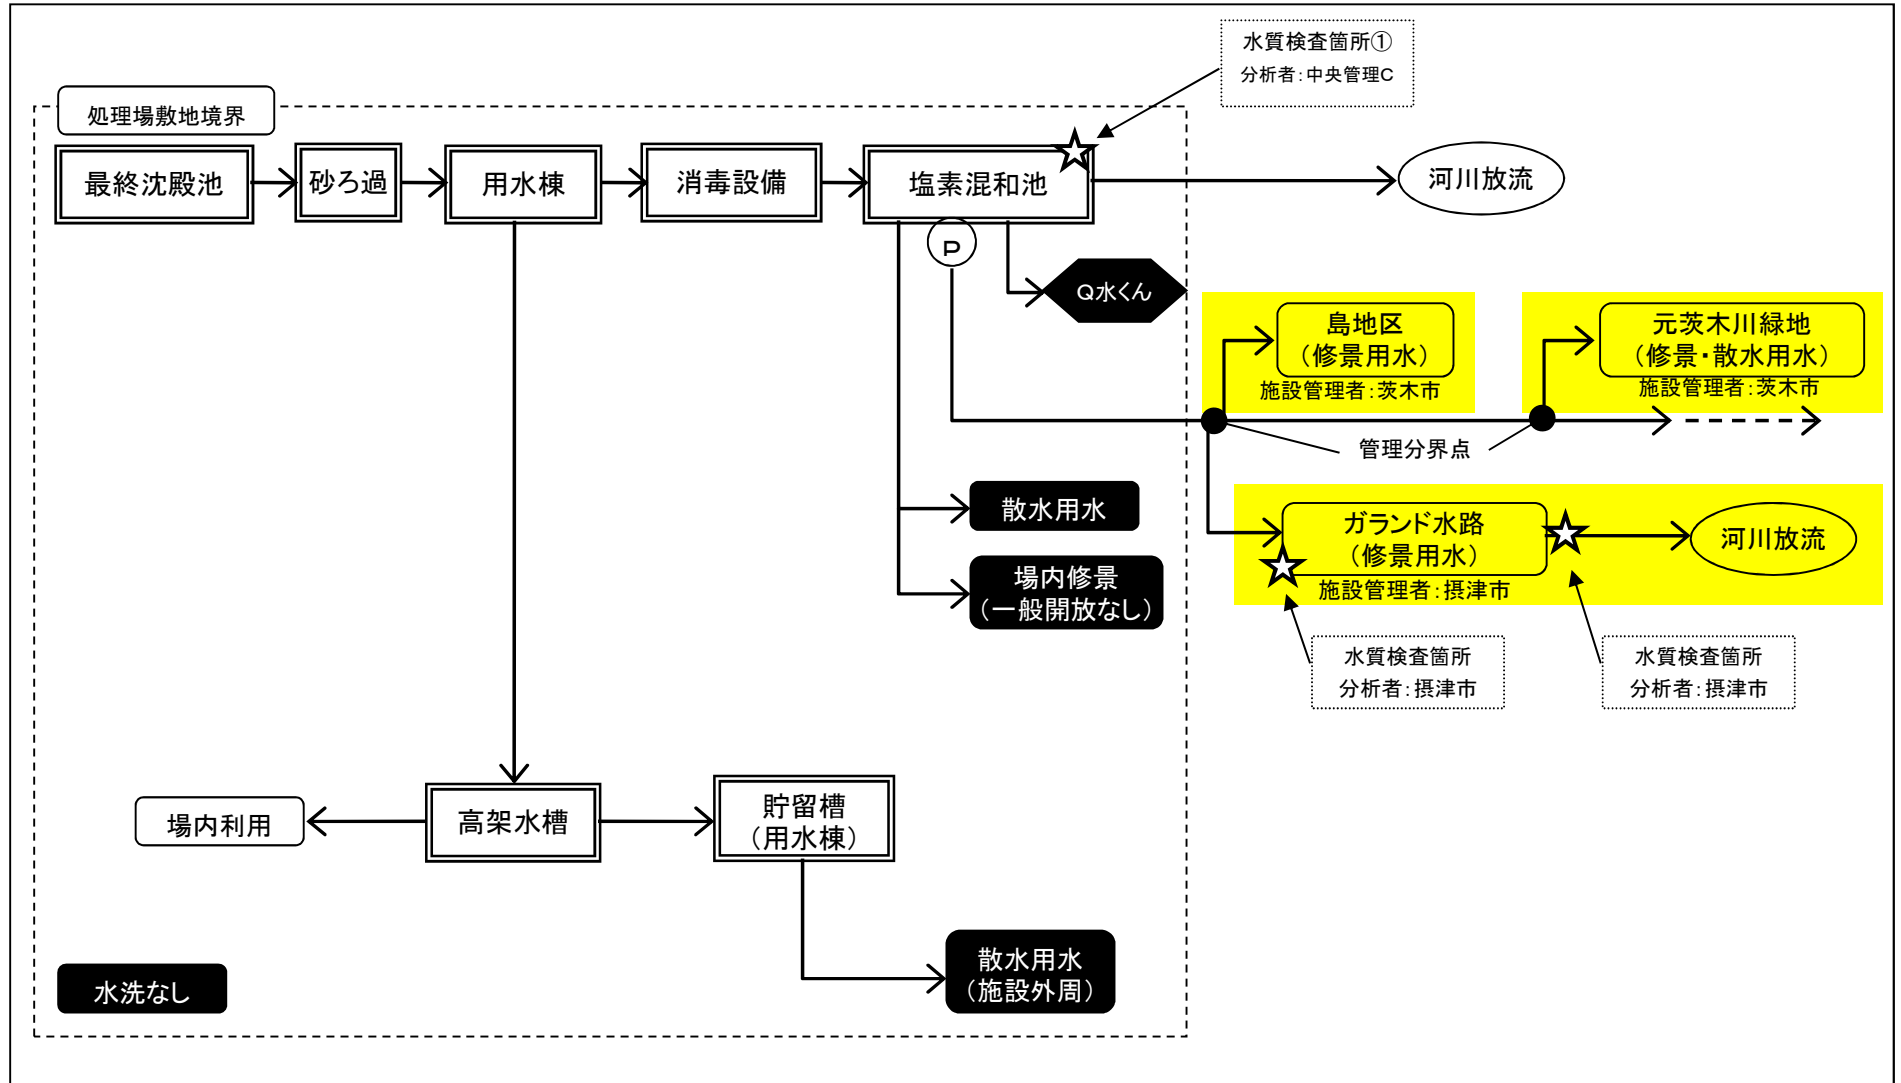 水質検査箇所①
分析者：中央管理C
処理場敷地境界
最終沈殿池
砂ろ過
用水棟
消毒設備
塩素混和池
河川放流
P
Q水くん
島地区
（修景用水）
施設管理者：茨木市
元茨木川緑地
（修景・散水用水）
施設管理者：茨木市
管理分界点
散水用水
ガランド水路
（修景用水）
施設管理者：摂津市
河川放流
場内修景
（一般開放なし）
水質検査箇所
分析者：摂津市
水質検査箇所
分析者：摂津市
場内利用
高架水槽
貯留槽
（用水棟）
散水用水
（施設外周）
水洗なし